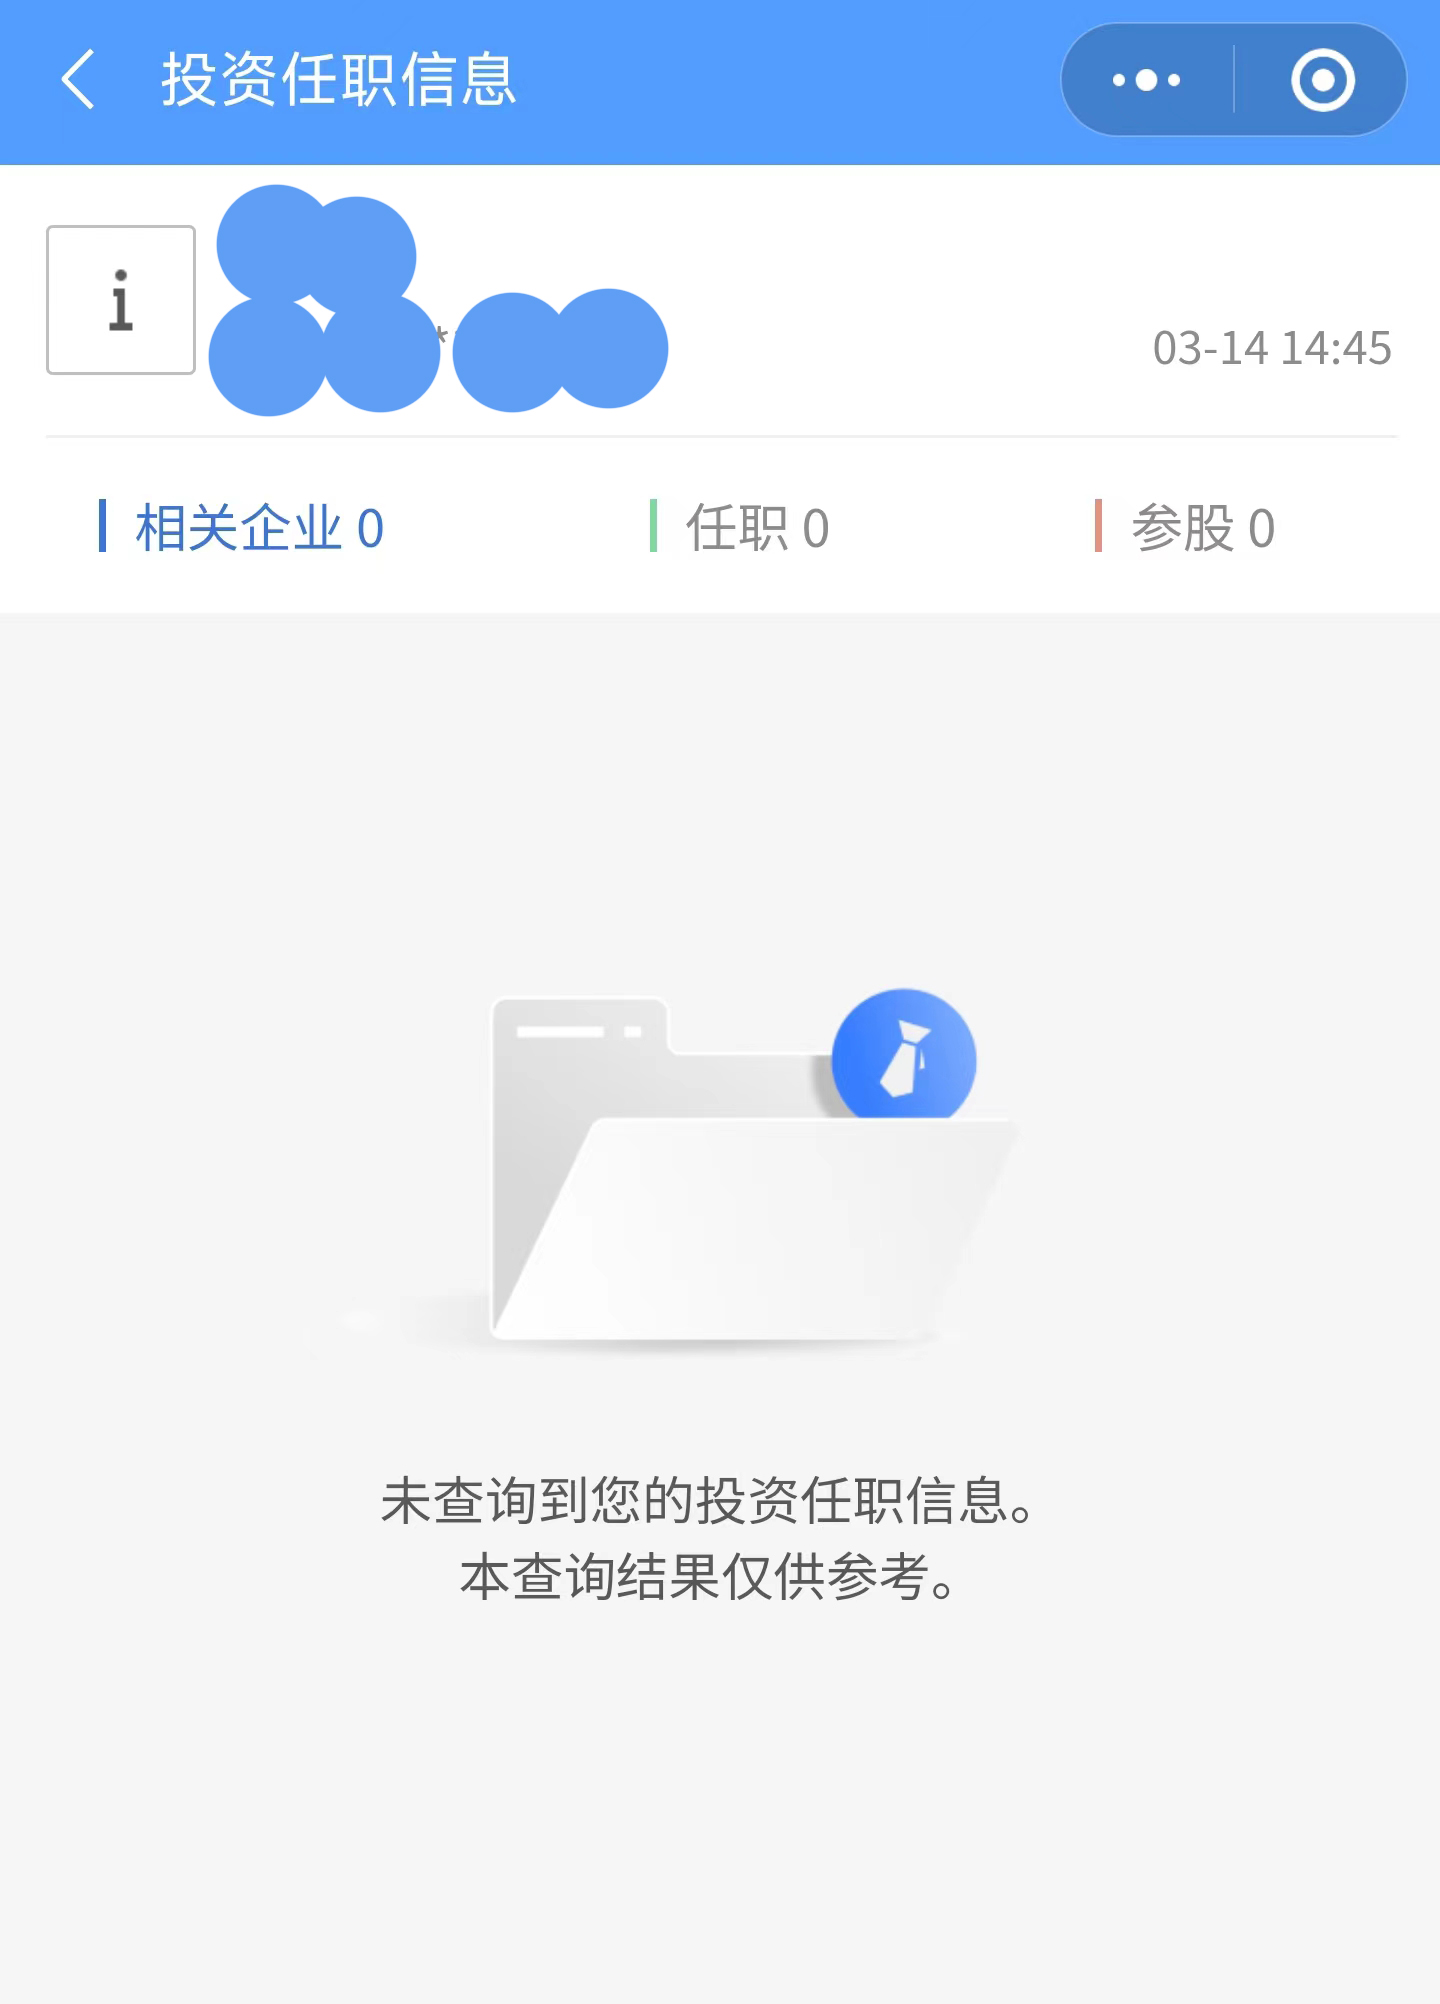 投资任职信息
*
03-14 14:45
相关企业 0
任职 0
参股 0
未查询到您的投资任职信息。
本查询结果仅供参考。